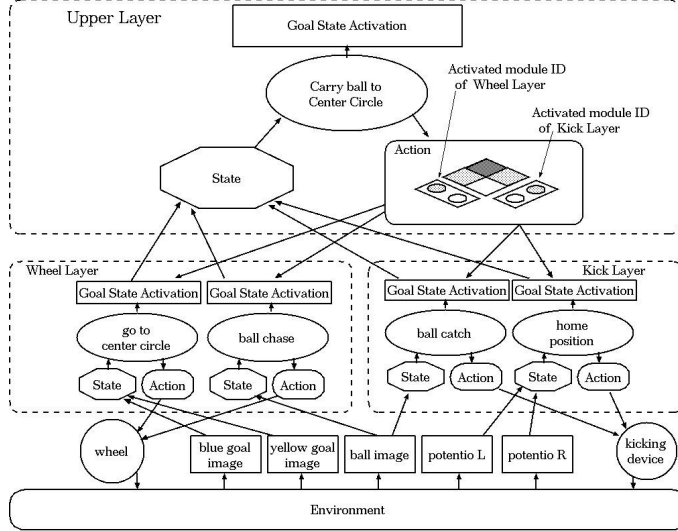 Upper Layer
Goal State Activation
Carry ball to
Center Circle
Activated module ID
of Wheel Layer
Activated module ID
of Kick Layer
Action
State
Wheel Layer
Kick Layer
Goal State Activation
Goal State Activation
Goal State Activation
Goal State Activation
go to
center circle
ball chase
ball catch
home
position
State
Action
State
Action
State
Action
State
Action
wheel
blue goal
image
yellow goal
image
ball image
potentio L
potentio R
kicking
device
Environment